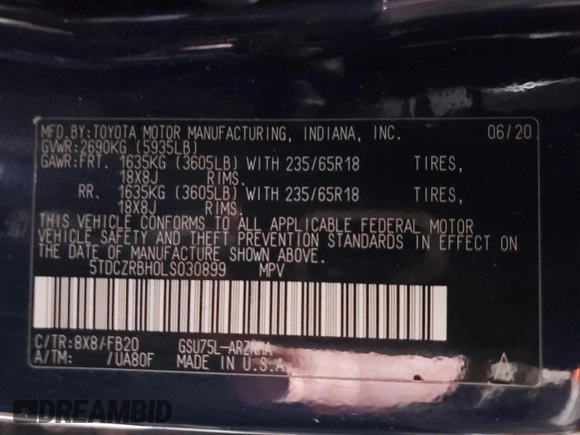 MFD.BY:TOYOTA MOTOR MANUFACTURING, INDIANA, INC. 06/20
GVWR:2690KG (5935LB)
GAWR:FRT. 1635KG (3605LB) WITH 235/65R18 TIRES,
18X8J RIMS.
RR. 1635KG (3605LB) WITH 235/65R18 TIRES,
18X8J RIMS.
THIS VEHICLE CONFORMS TO ALL APPLICABLE FEDERAL MOTOR
VEHICLE SAFETY AND THEFT PREVENTION STANDARDS IN EFFECT ON
THE DATE OF MANUFACTURE SHOWN ABOVE.
5TDCZRBH0LS030899 MPV
C/TR:8X8/FB20 GSU75L-ARZNHA
A/TM: /UA80F MADE IN U.S.A.
DREAMBID